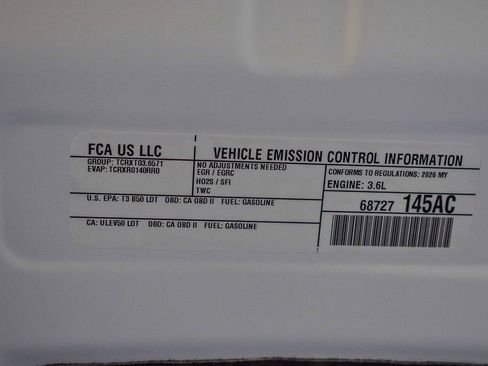 FCA US LLC
GROUP: TCRXT03.6571
EVAP: TCRXR0140RR0
VEHICLE EMISSION CONTROL INFORMATION
NO ADJUSTMENTS NEEDED
EGR / EGRC
HO2S / SFI
TWC
CONFORMS TO REGULATIONS: 2026 MY
ENGINE: 3.6L
U.S. EPA: T3 B50 LDT OBD: CA OBD II FUEL: GASOLINE
CA: ULEV50 LDT OBD: CA OBD II FUEL: GASOLINE
68727 145AC